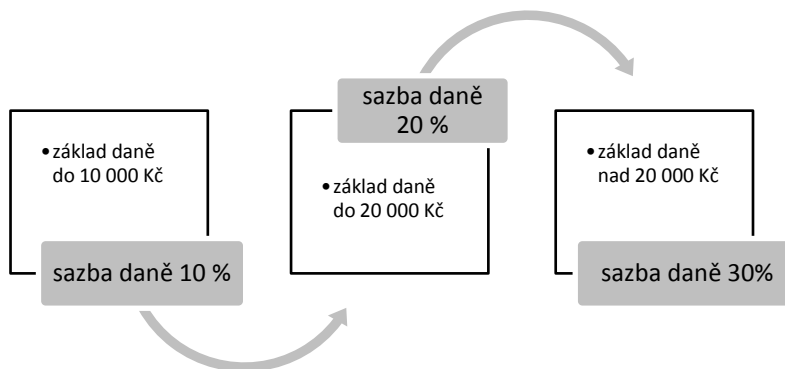 • základ daně
do 10 000 Kč
sazba daně 10 %
sazba daně
20 %
• základ daně
do 20 000 Kč
• základ daně
nad 20 000 Kč
sazba daně 30%